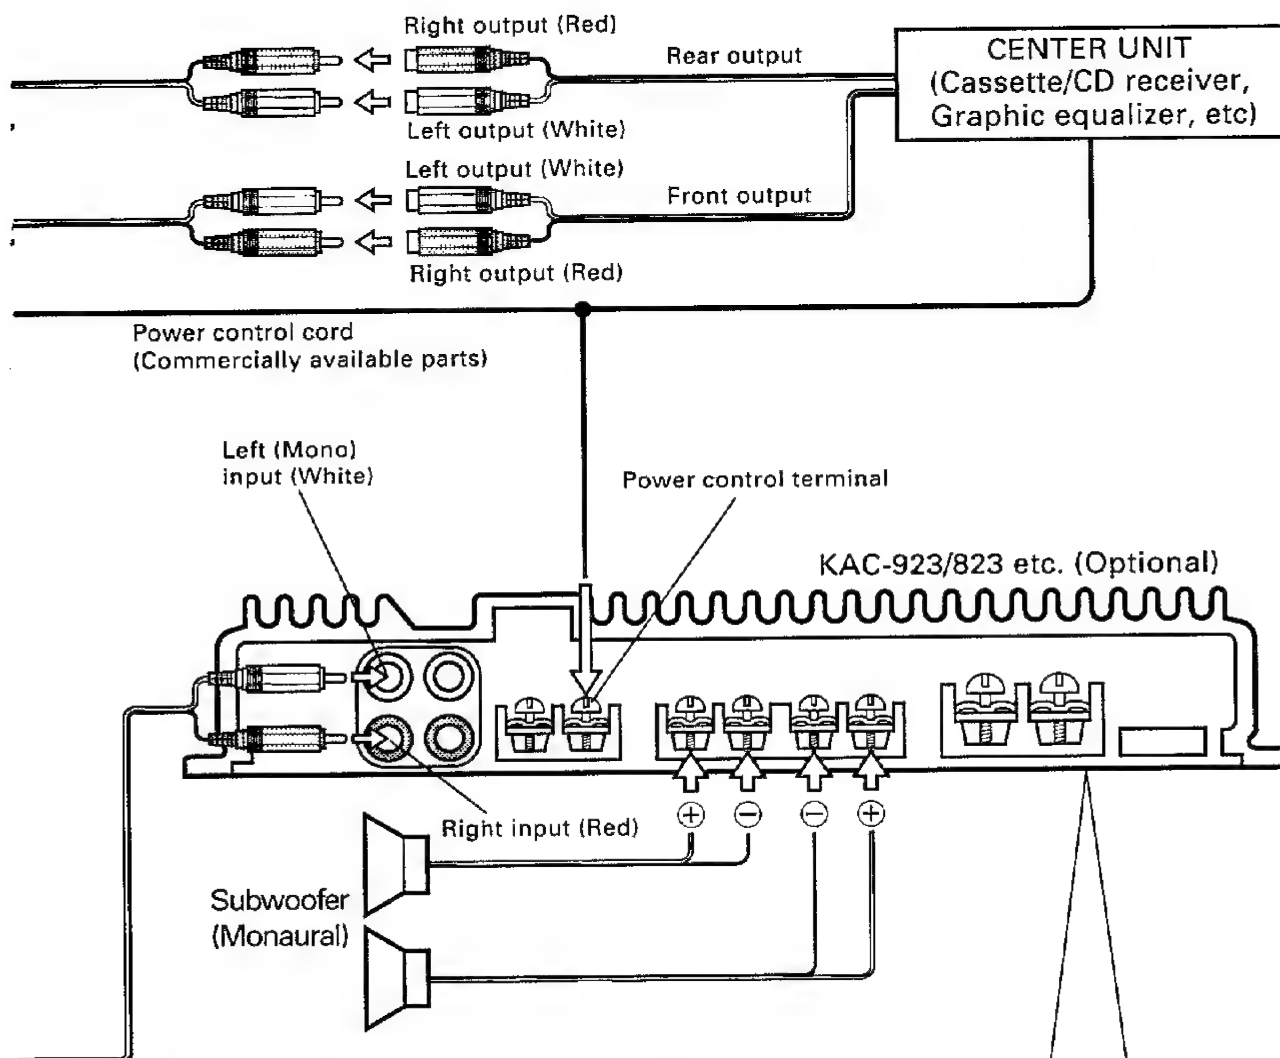 Right output (Red)
Rear output
CENTER UNIT
(Cassette/CD receiver,
Graphic equalizer, etc)
Left output (White)
Left output (White)
Front output
Right output (Red)
Power control cord
(Commercially available parts)
Left (Mono)
input (White)
Power control terminal
KAC-923/823 etc. (Optional)
Right input (Red)
+ − − +
Subwoofer
(Monaural)